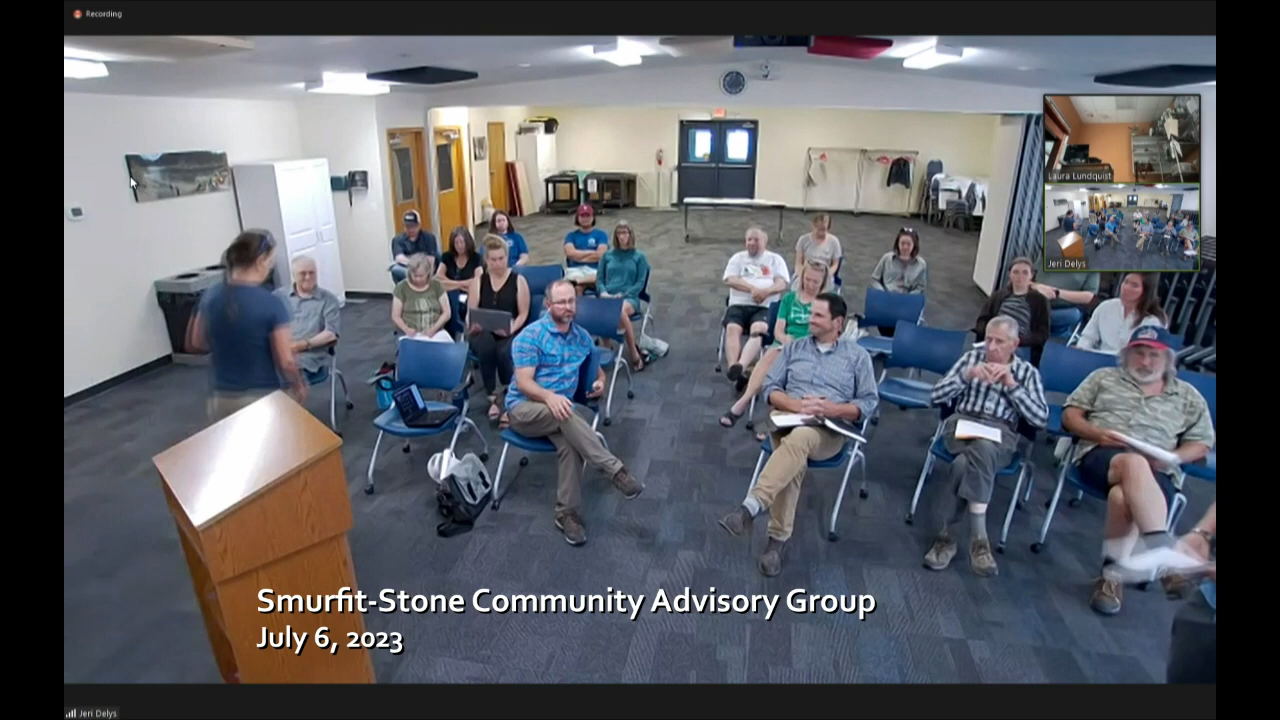 Recording
Laura Lundquist
Jeri Delys
Smurfit-Stone Community Advisory Group
July 6, 2023
Jeri Delys